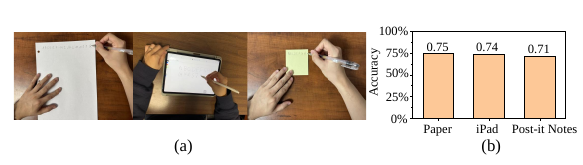 100%
75%
50%
25%
0%
Accuracy
0.75
0.74
0.71
Paper
iPad
Post-it Notes
(a)
(b)